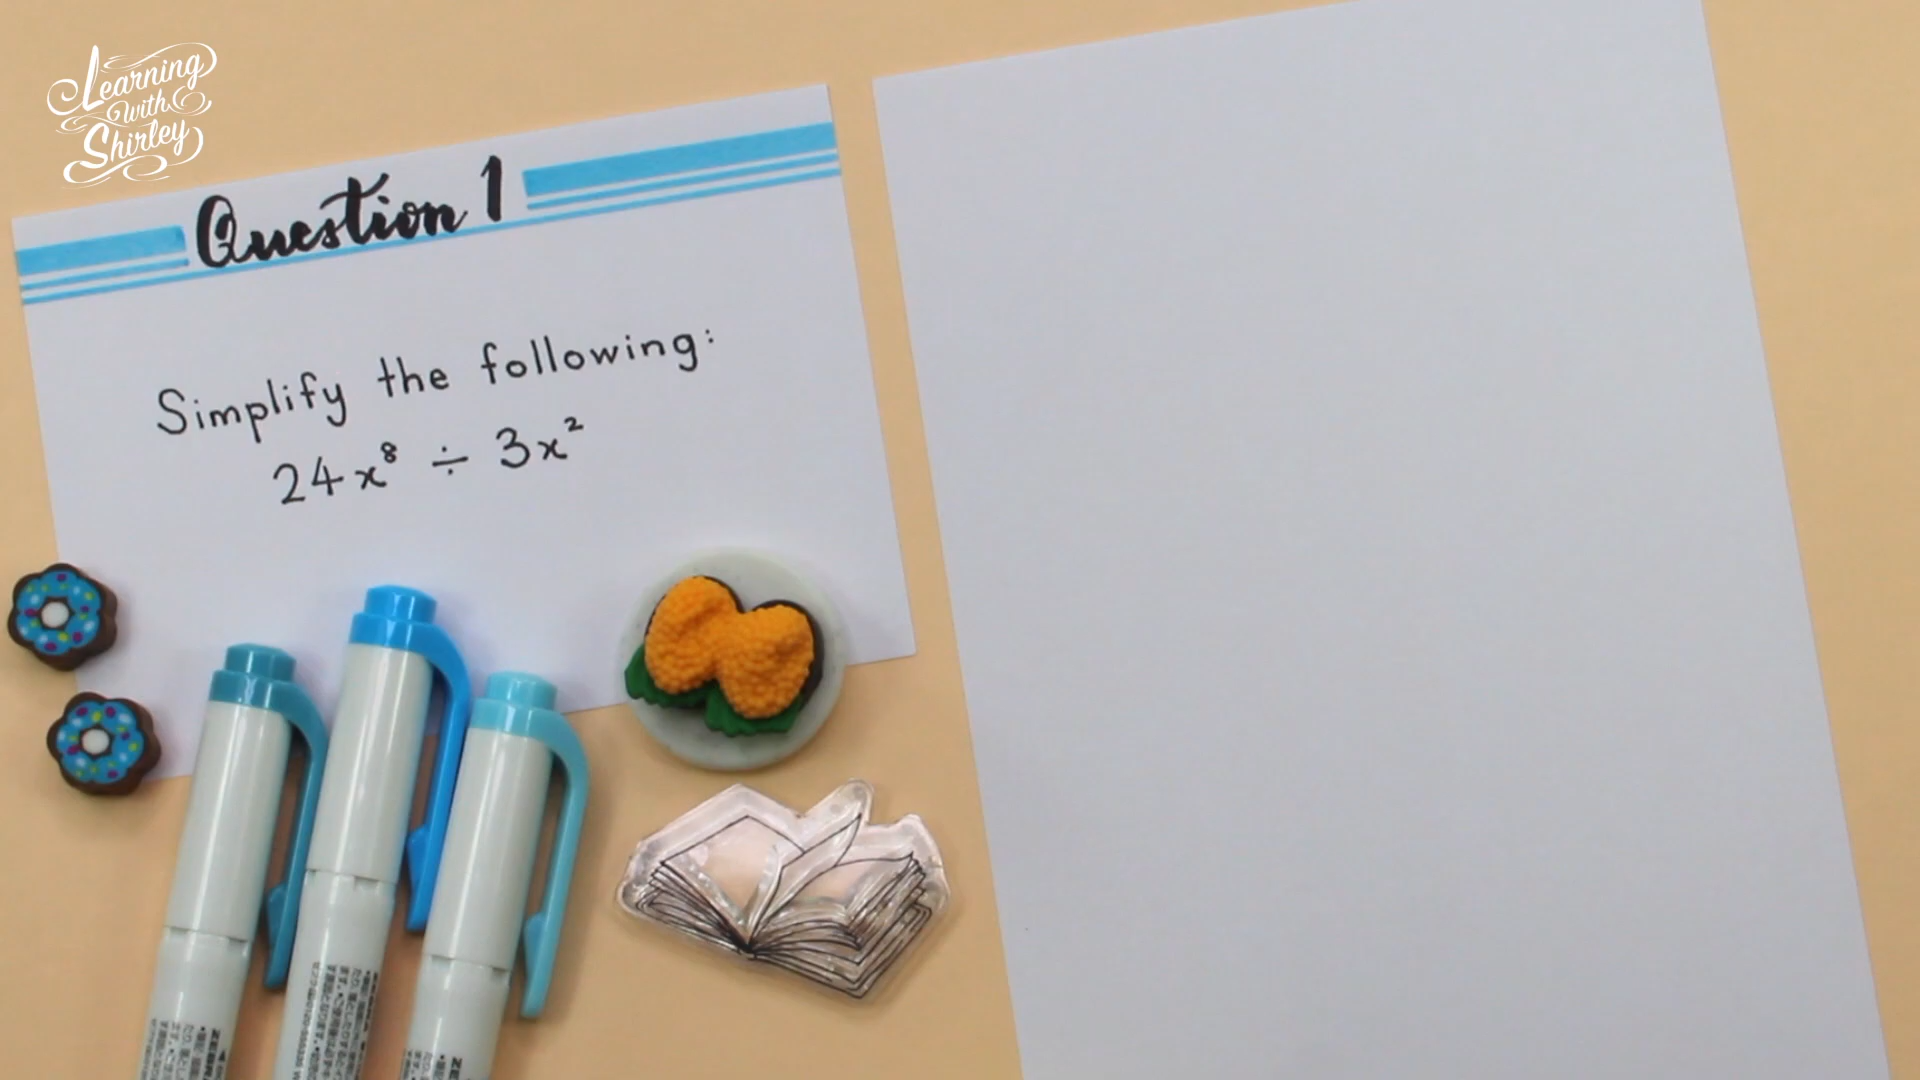 Learning
With
Shirley
Question 1
Simplify the following:
24x⁸ ÷ 3x²